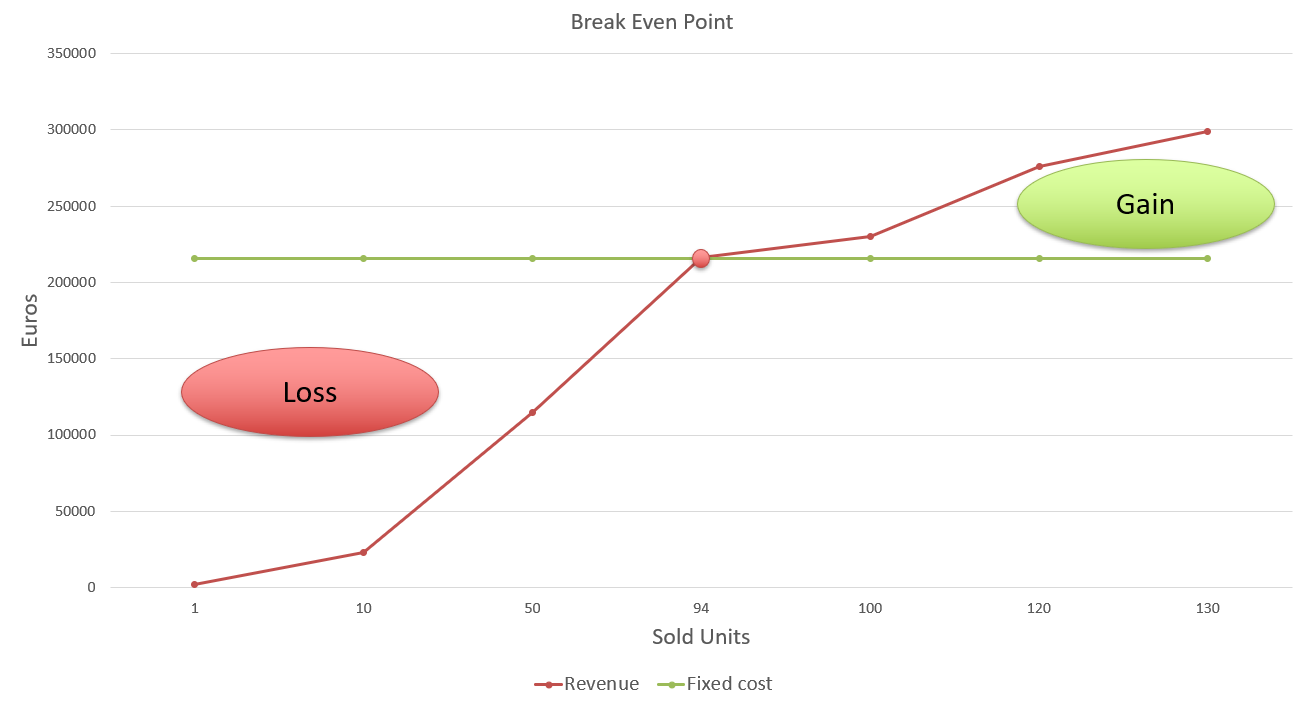 Break Even Point
350000
300000
250000
200000
150000
100000
50000
0
Euros
Loss
Gain
1 10 50 94 100 120 130
Sold Units
Revenue Fixed cost